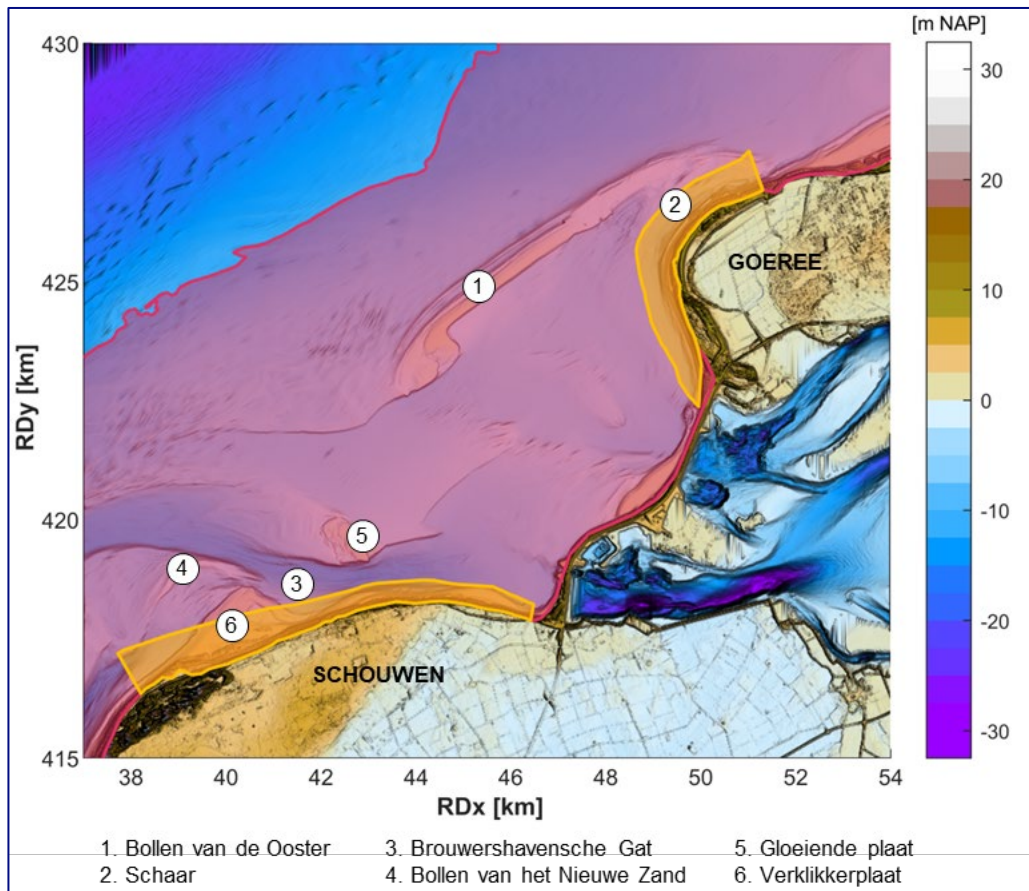 [m NAP]
430
425
420
415
RDy [km]
38 40 42 44 46 48 50 52 54
RDx [km]
30
20
10
0
-10
-20
-30
1
2
3
4
5
6
GOEREE
SCHOUWEN
1. Bollen van de Ooster 3. Brouwershavensche Gat 5. Gloeiende plaat
2. Schaar 4. Bollen van het Nieuwe Zand 6. Verklikkerplaat